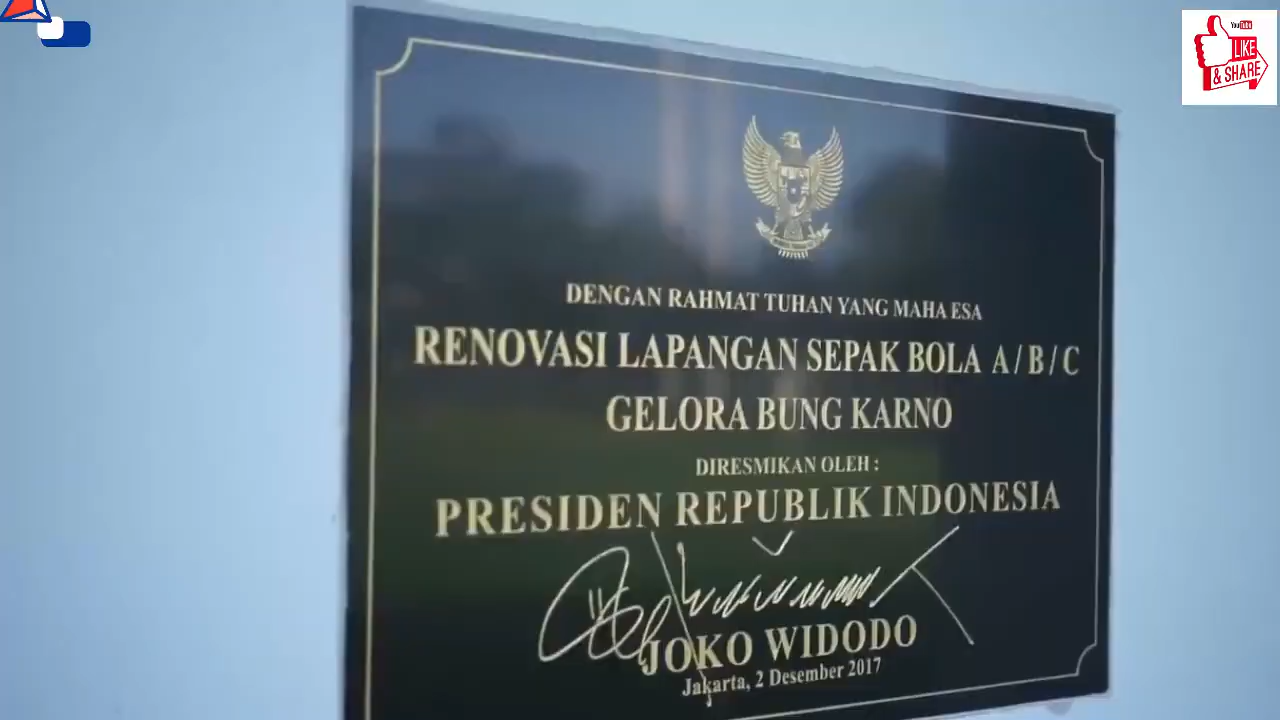 YouTube
LIKE
& SHARE
DENGAN RAHMAT TUHAN YANG MAHA ESA
RENOVASI LAPANGAN SEPAK BOLA A / B / C
GELORA BUNG KARNO
DIRESMIKAN OLEH :
PRESIDEN REPUBLIK INDONESIA
JOKO WIDODO
Jakarta, 2 Desember 2017